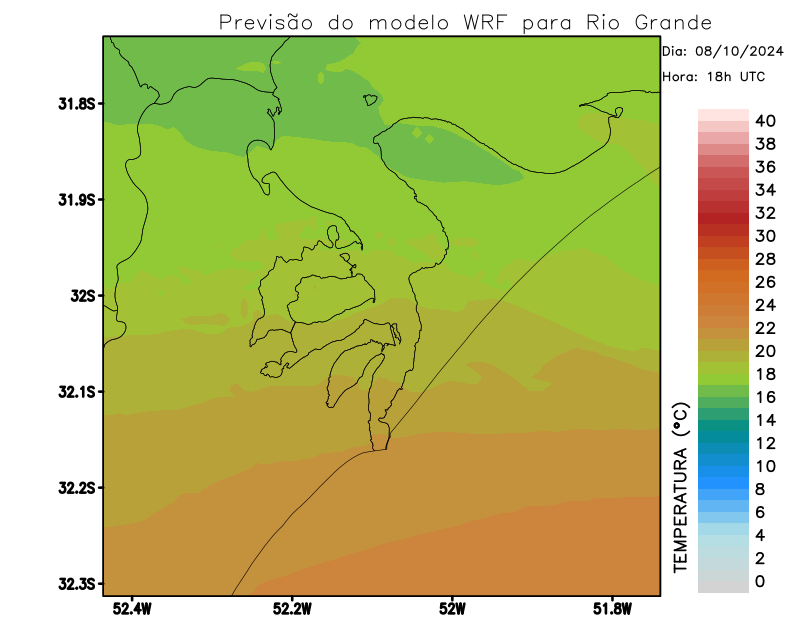 Previsão do modelo WRF para Rio Grande
Dia: 08/10/2024
Hora: 18h UTC
31.8S
31.9S
32S
32.1S
32.2S
32.3S
52.4W
52.2W
52W
51.8W
TEMPERATURA (°C)
40
38
36
34
32
30
28
26
24
22
20
18
16
14
12
10
8
6
4
2
0